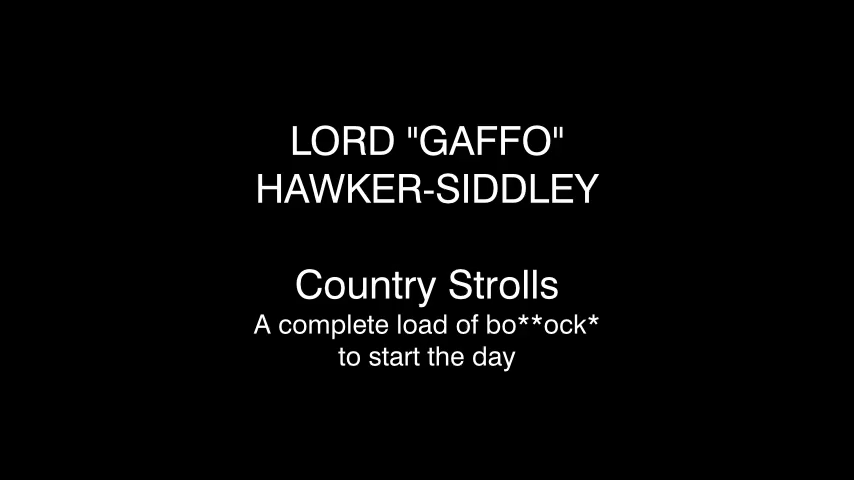 LORD "GAFFO"
HAWKER-SIDDLEY
Country Strolls
A complete load of bo**ock*
to start the day